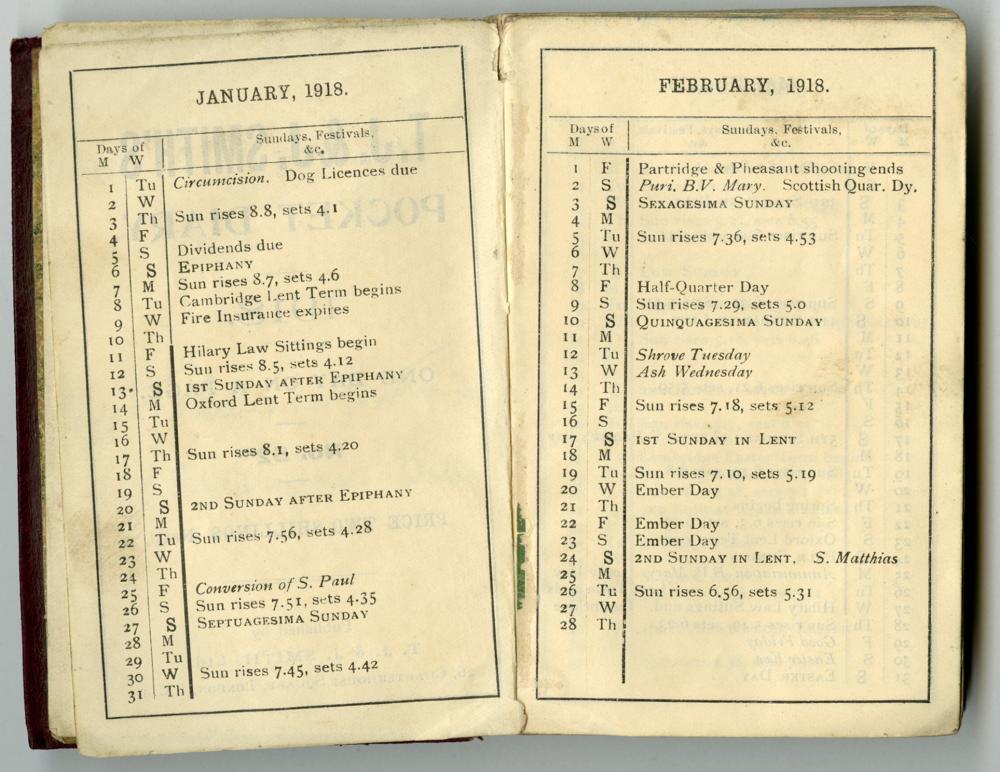 JANUARY, 1918.
Days of
M W
Sundays, Festivals,
&c.
1 Tu Circumcision. Dog Licences due
2 W
3 Th Sun rises 8.8, sets 4.1
4 F
5 S Dividends due
6 S EPIPHANY
7 M Sun rises 8.7, sets 4.6
8 Tu Cambridge Lent Term begins
9 W Fire Insurance expires
10 Th
11 F Hilary Law Sittings begin
12 S Sun rises 8.5, sets 4.12
13 S 1ST SUNDAY AFTER EPIPHANY
14 M Oxford Lent Term begins
15 Tu
16 W
17 Th Sun rises 8.1, sets 4.20
18 F
19 S
20 S 2ND SUNDAY AFTER EPIPHANY
21 M
22 Tu Sun rises 7.56, sets 4.28
23 W
24 Th
25 F Conversion of S. Paul
26 S Sun rises 7.51, sets 4.35
27 S SEPTUAGESIMA SUNDAY
28 M
29 Tu
30 W Sun rises 7.45, sets 4.42
31 Th
FEBRUARY, 1918.
Days of
M W
Sundays, Festivals,
&c.
1 F Partridge & Pheasant shooting ends
2 S Puri. B.V. Mary. Scottish Quar. Dy.
3 S SEXAGESIMA SUNDAY
4 M
5 Tu Sun rises 7.36, sets 4.53
6 W
7 Th
8 F Half-Quarter Day
9 S Sun rises 7.29, sets 5.0
10 S QUINQUAGESIMA SUNDAY
11 M
12 Tu Shrove Tuesday
13 W Ash Wednesday
14 Th
15 F Sun rises 7.18, sets 5.12
16 S
17 S 1ST SUNDAY IN LENT
18 M
19 Tu Sun rises 7.10, sets 5.19
20 W Ember Day
21 Th
22 F Ember Day
23 S Ember Day
24 S 2ND SUNDAY IN LENT. S. Matthias
25 M
26 Tu Sun rises 6.56, sets 5.31
27 W
28 Th